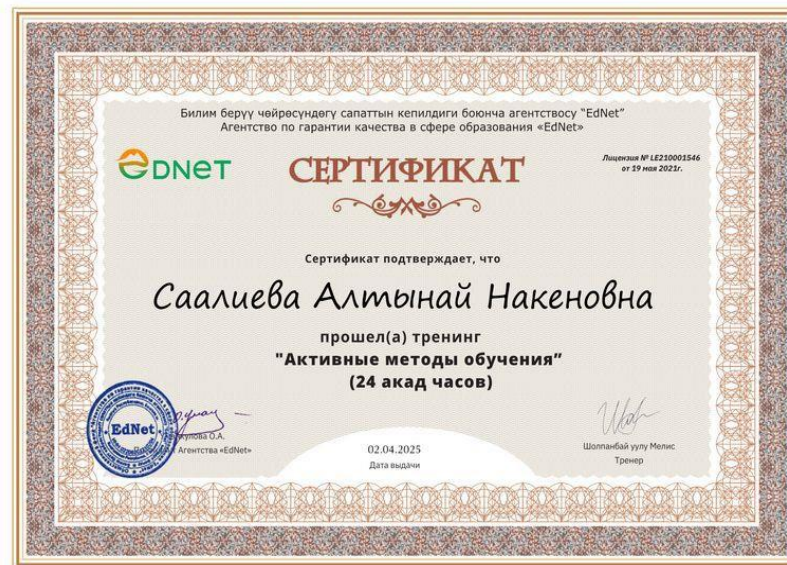 Билим берүү чөйрөсүндөгү сапаттын кепилдиги боюнча агентствосу “EdNet”
Агентство по гарантии качества в сфере образования «EdNet»
EDNET
СЕРТИФИКАТ
Лицензия № LE210001546
от 19 мая 2021г.
Сертификат подтверждает, что
Саалиева Алтынай Накеновна
прошел(а) тренинг
"Активные методы обучения”
(24 акад часов)
EdNet
О.А.
Агентства «EdNet»
02.04.2025
Дата выдачи
Шолпанбай уулу Мелис
Тренер